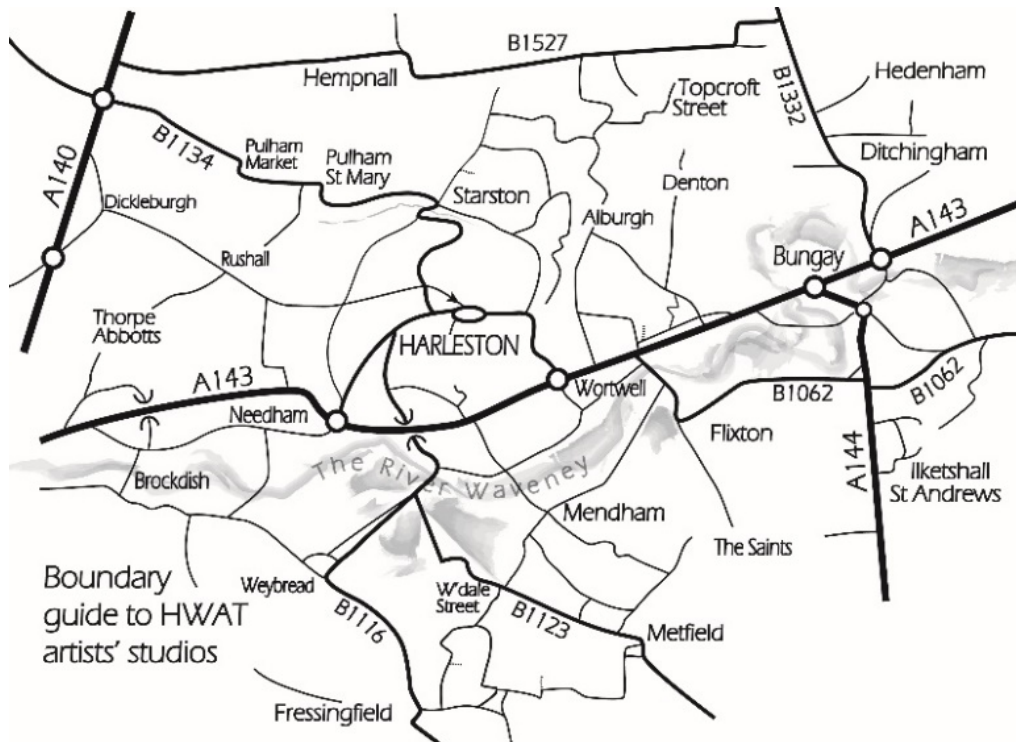 B1527
Hempnall
Topcroft
Street
B1332
Hedenham
B1134
Pulham
Market
Pulham
St Mary
Ditchingham
A140
Dickleburgh
Starston
Denton
Alburgh
A143
Rushall
Bungay
Thorpe
Abbotts
HARLESTON
A143
Needham
Wortwell
B1062
B1062
Flixton
A144
Brockdish
The River Waveney
Ilketshall
St Andrews
Mendham
The Saints
Boundary
guide to HWAT
artists' studios
Weybread
W'dale
Street
B1116
B1123
Metfield
Fressingfield